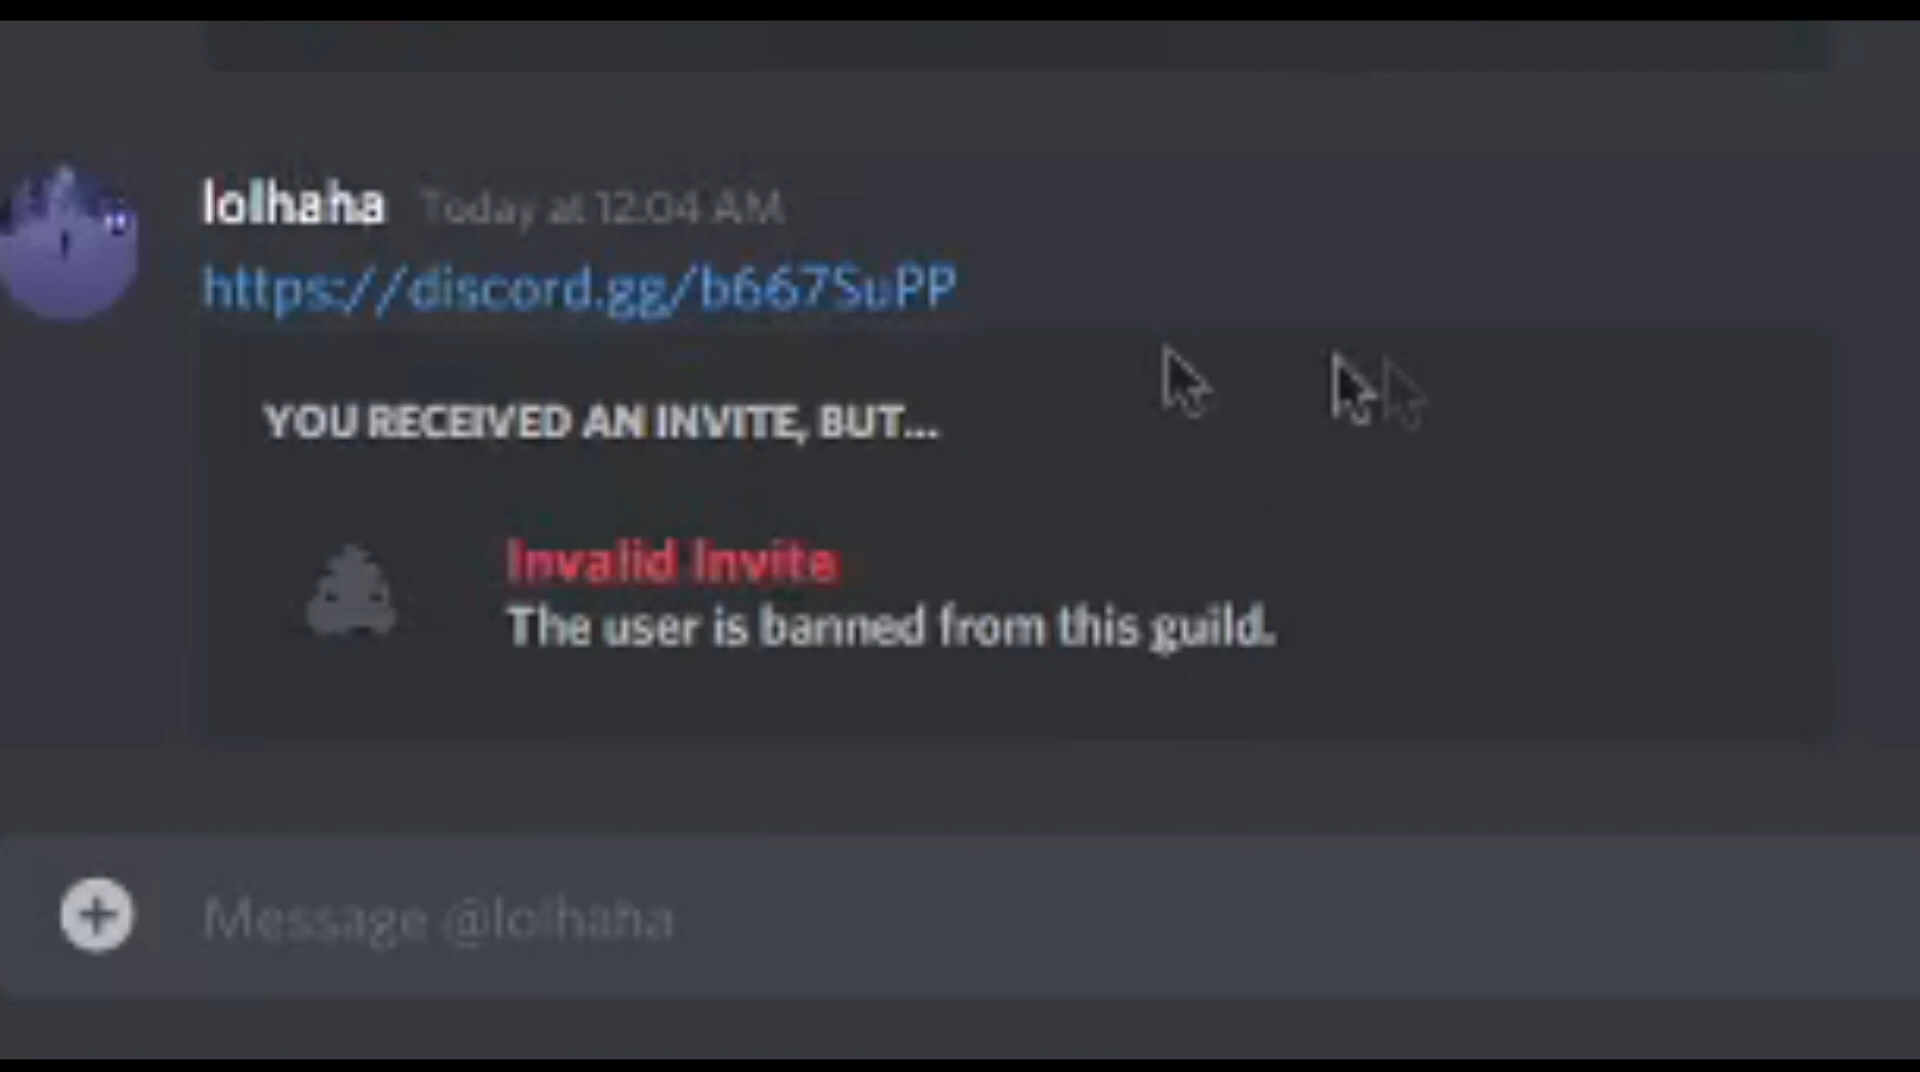 lolhaha Today at 12:04 AM
https://discord.gg/b667SuPP
YOU RECEIVED AN INVITE, BUT...
Invalid Invite
The user is banned from this guild.
Message @lolhaha